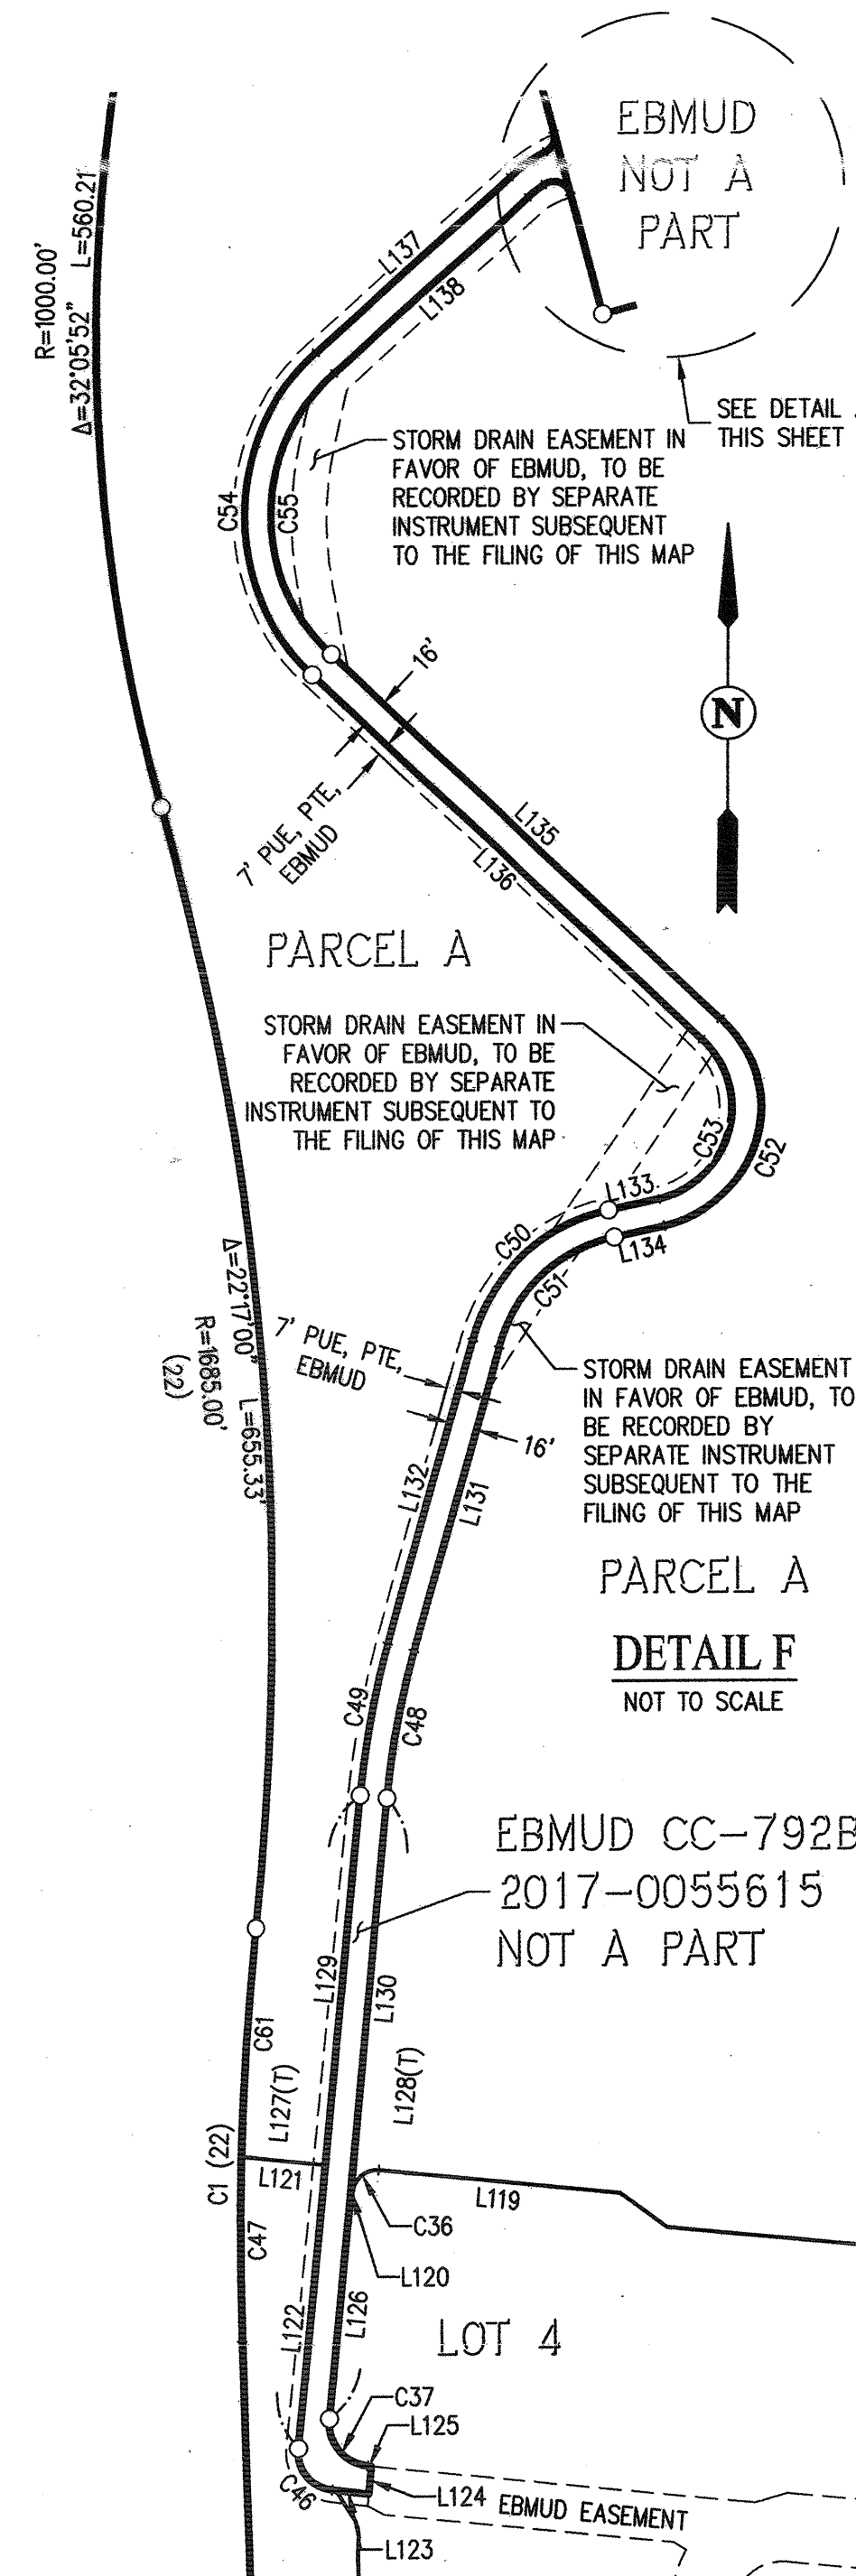 EBMUD
NOT A
PART
R=1000.00'
Δ=32°05'52" L=560.21'
L137
L138
SEE DETAIL
THIS SHEET
STORM DRAIN EASEMENT IN
FAVOR OF EBMUD, TO BE
RECORDED BY SEPARATE
INSTRUMENT SUBSEQUENT
TO THE FILING OF THIS MAP
C54
C55
16'
N
7' PUE, PTE,
EBMUD
L135
L136
PARCEL A
STORM DRAIN EASEMENT IN
FAVOR OF EBMUD, TO BE
RECORDED BY SEPARATE
INSTRUMENT SUBSEQUENT TO
THE FILING OF THIS MAP
C53
C52
L133
L134
C50
C51
Δ=22°17'00" L=655.33'
R=1685.00'
(22)
7' PUE, PTE,
EBMUD
STORM DRAIN EASEMENT
IN FAVOR OF EBMUD, TO
BE RECORDED BY
SEPARATE INSTRUMENT
SUBSEQUENT TO THE
FILING OF THIS MAP
16'
L132
L131
PARCEL A
DETAIL F
NOT TO SCALE
C49
C48
EBMUD CC-792B
2017-0055615
NOT A PART
L129
L130
C61
L127(T)
L128(T)
C1 (22)
L121
L119
C36
C47
L120
L122
L126
LOT 4
C37
L125
C46
L124
EBMUD EASEMENT
L123